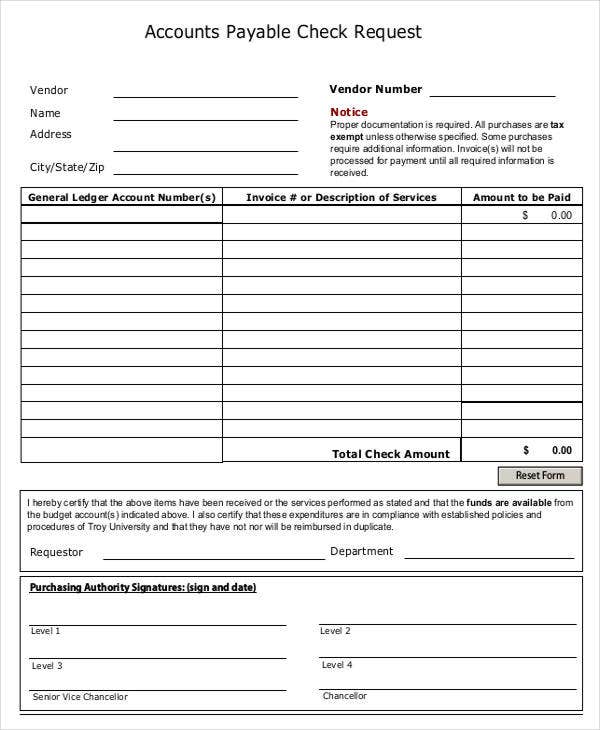 Accounts Payable Check Request
Vendor
Vendor Number
Name
Notice
Address
Proper documentation is required. All purchases are tax
exempt unless otherwise specified. Some purchases
require additional information. Invoice(s) will not be
processed for payment until all required information is
received.
City/State/Zip
General Ledger Account Number(s) Invoice # or Description of Services Amount to be Paid
$ 0.00
Total Check Amount $ 0.00
Reset Form
I hereby certify that the above items have been received or the services performed as stated and that the funds are available from
the budget account(s) indicated above. I also certify that these expenditures are in compliance with established policies and
procedures of Troy University and that they have not nor will be reimbursed in duplicate.
Requestor Department
Purchasing Authority Signatures: (sign and date)
Level 1 Level 2
Level 3 Level 4
Senior Vice Chancellor Chancellor